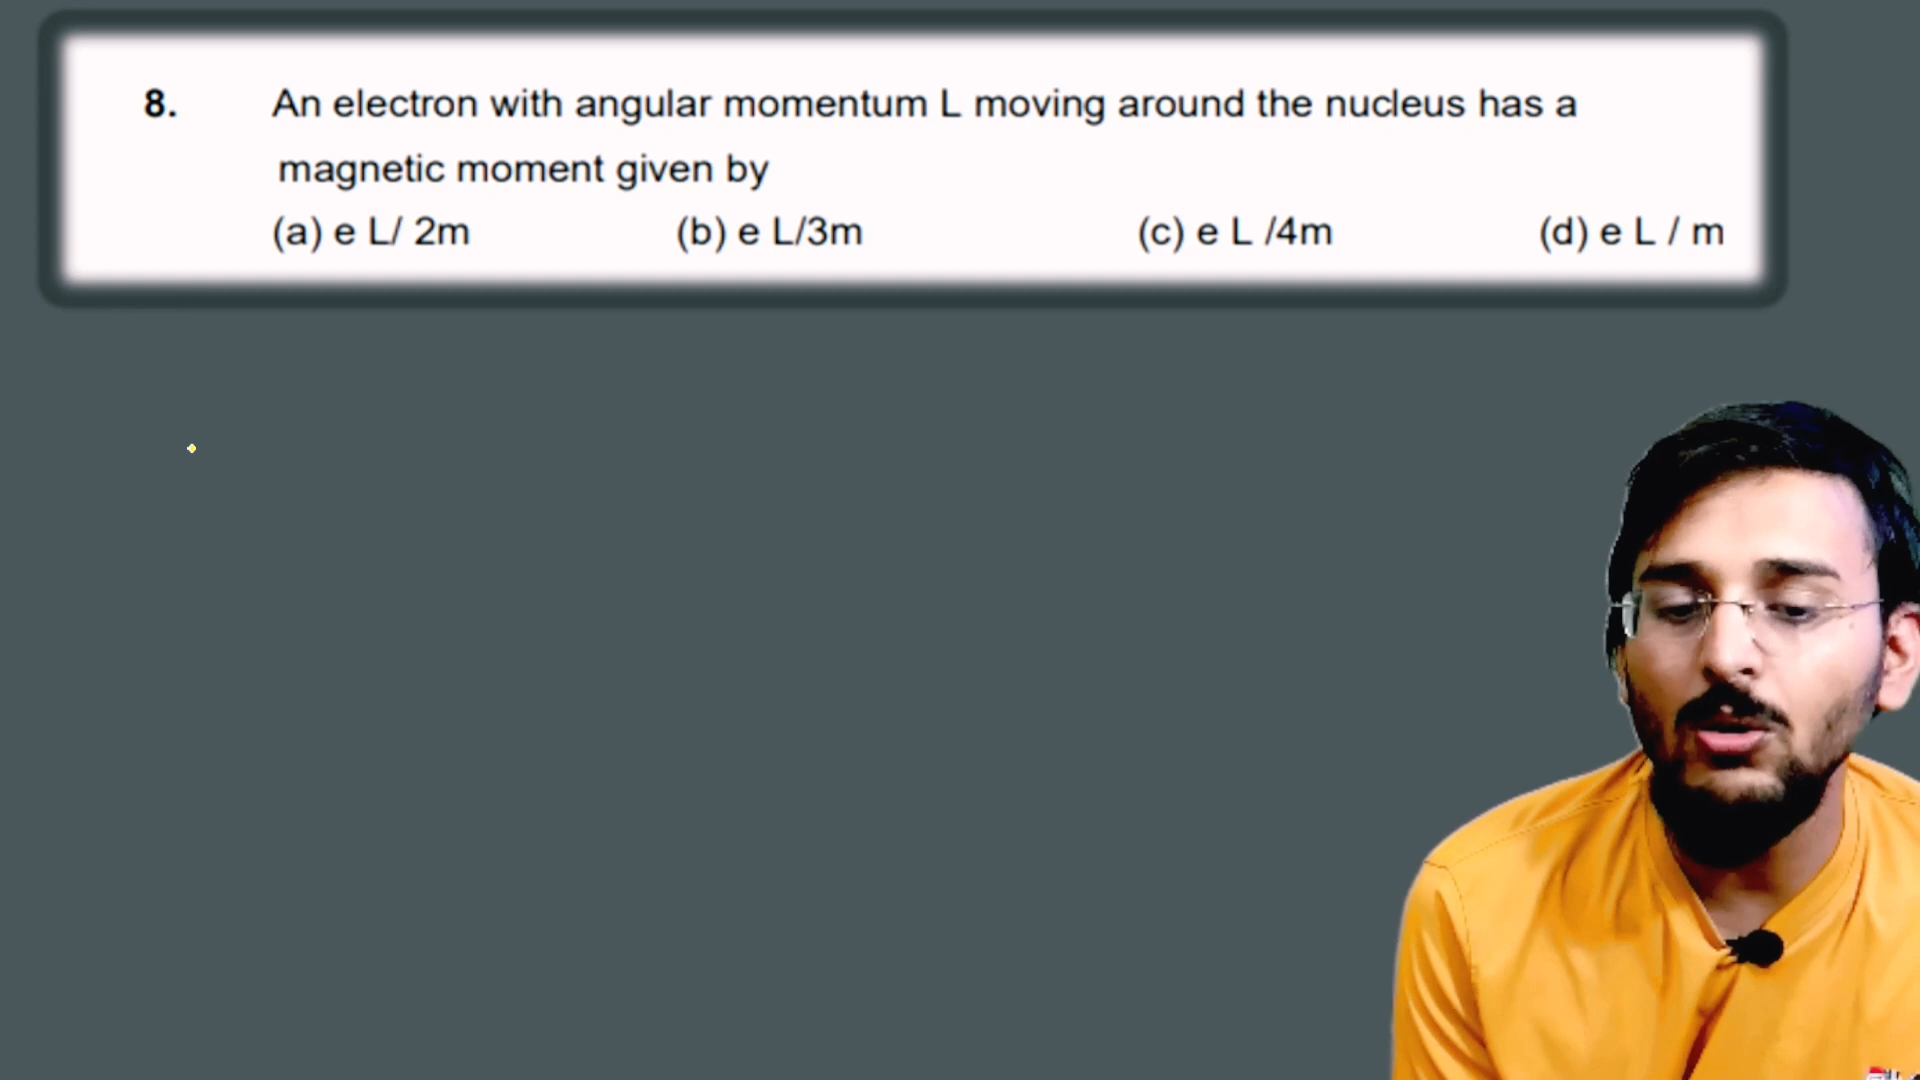 8. An electron with angular momentum L moving around the nucleus has a
magnetic moment given by
(a) e L/ 2m (b) e L/3m (c) e L /4m (d) e L / m